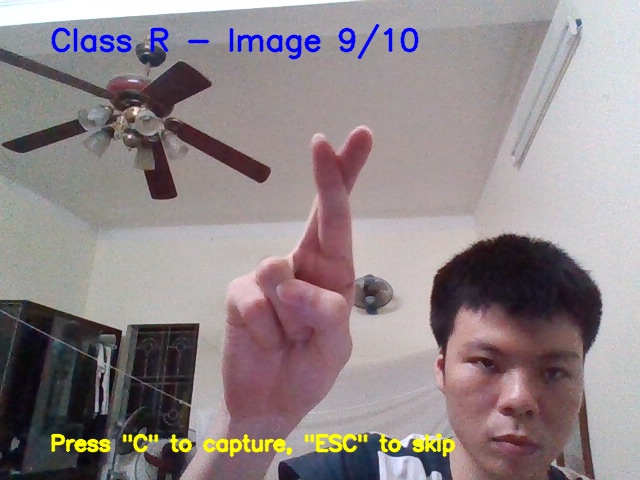 Class R - Image 9/10
Press "C" to capture, "ESC" to skip